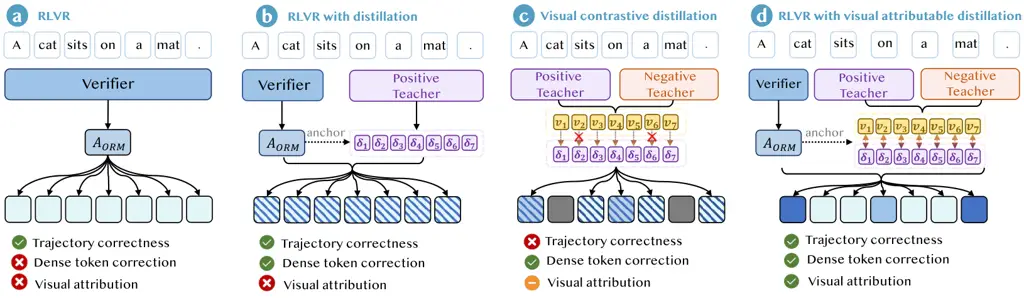 a RLVR
A cat sits on a mat .
Verifier
A_ORM
Trajectory correctness
Dense token correction
Visual attribution
b RLVR with distillation
A cat sits on a mat .
Verifier
Positive
Teacher
A_ORM
anchor
δ1 δ2 δ3 δ4 δ5 δ6 δ7
Trajectory correctness
Dense token correction
Visual attribution
c Visual contrastive distillation
A cat sits on a mat .
Positive
Teacher
Negative
Teacher
v1 v2 v3 v4 v5 v6 v7
δ1 δ2 δ3 δ4 δ5 δ6 δ7
Trajectory correctness
Dense token correction
Visual attribution
d RLVR with visual attributable distillation
A cat sits on a mat .
Verifier
Positive
Teacher
Negative
Teacher
A_ORM
anchor
v1 v2 v3 v4 v5 v6 v7
δ1 δ2 δ3 δ4 δ5 δ6 δ7
Trajectory correctness
Dense token correction
Visual attribution